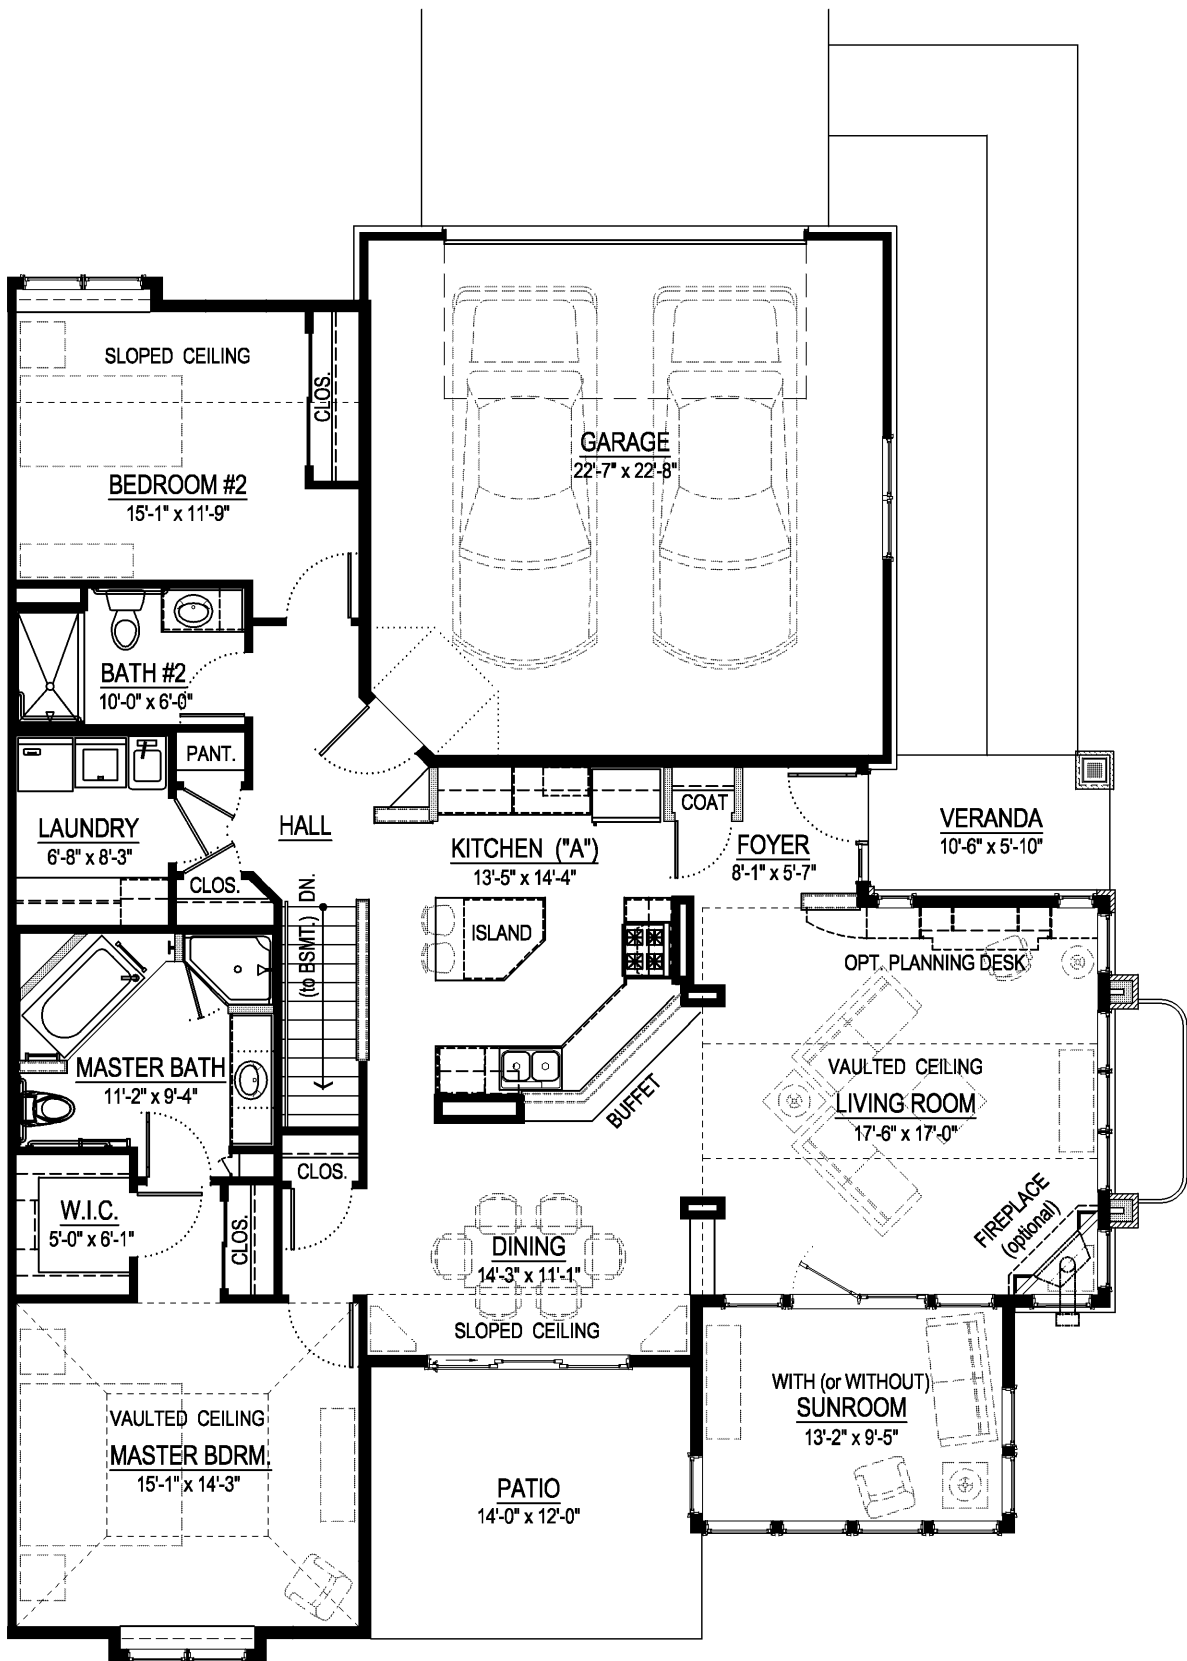 SLOPED CEILING
CLOS.
BEDROOM #2
15'-1" x 11'-9"
GARAGE
22'-7" x 22'-8"
BATH #2
10'-0" x 6'-0"
PANT.
LAUNDRY
6'-8" x 8'-3"
CLOS.
HALL
DN.
(to BSMT.)
KITCHEN ("A")
13'-5" x 14'-4"
COAT
FOYER
8'-1" x 5'-7"
VERANDA
10'-6" x 5'-10"
ISLAND
OPT. PLANNING DESK
MASTER BATH
11'-2" x 9'-4"
BUFFET
VAULTED CEILING
LIVING ROOM
17'-6" x 17'-0"
CLOS.
W.I.C.
5'-0" x 6'-1"
CLOS.
DINING
14'-3" x 11'-1"
SLOPED CEILING
FIREPLACE
(optional)
WITH (or WITHOUT)
SUNROOM
13'-2" x 9'-5"
VAULTED CEILING
MASTER BDRM.
15'-1" x 14'-3"
PATIO
14'-0" x 12'-0"